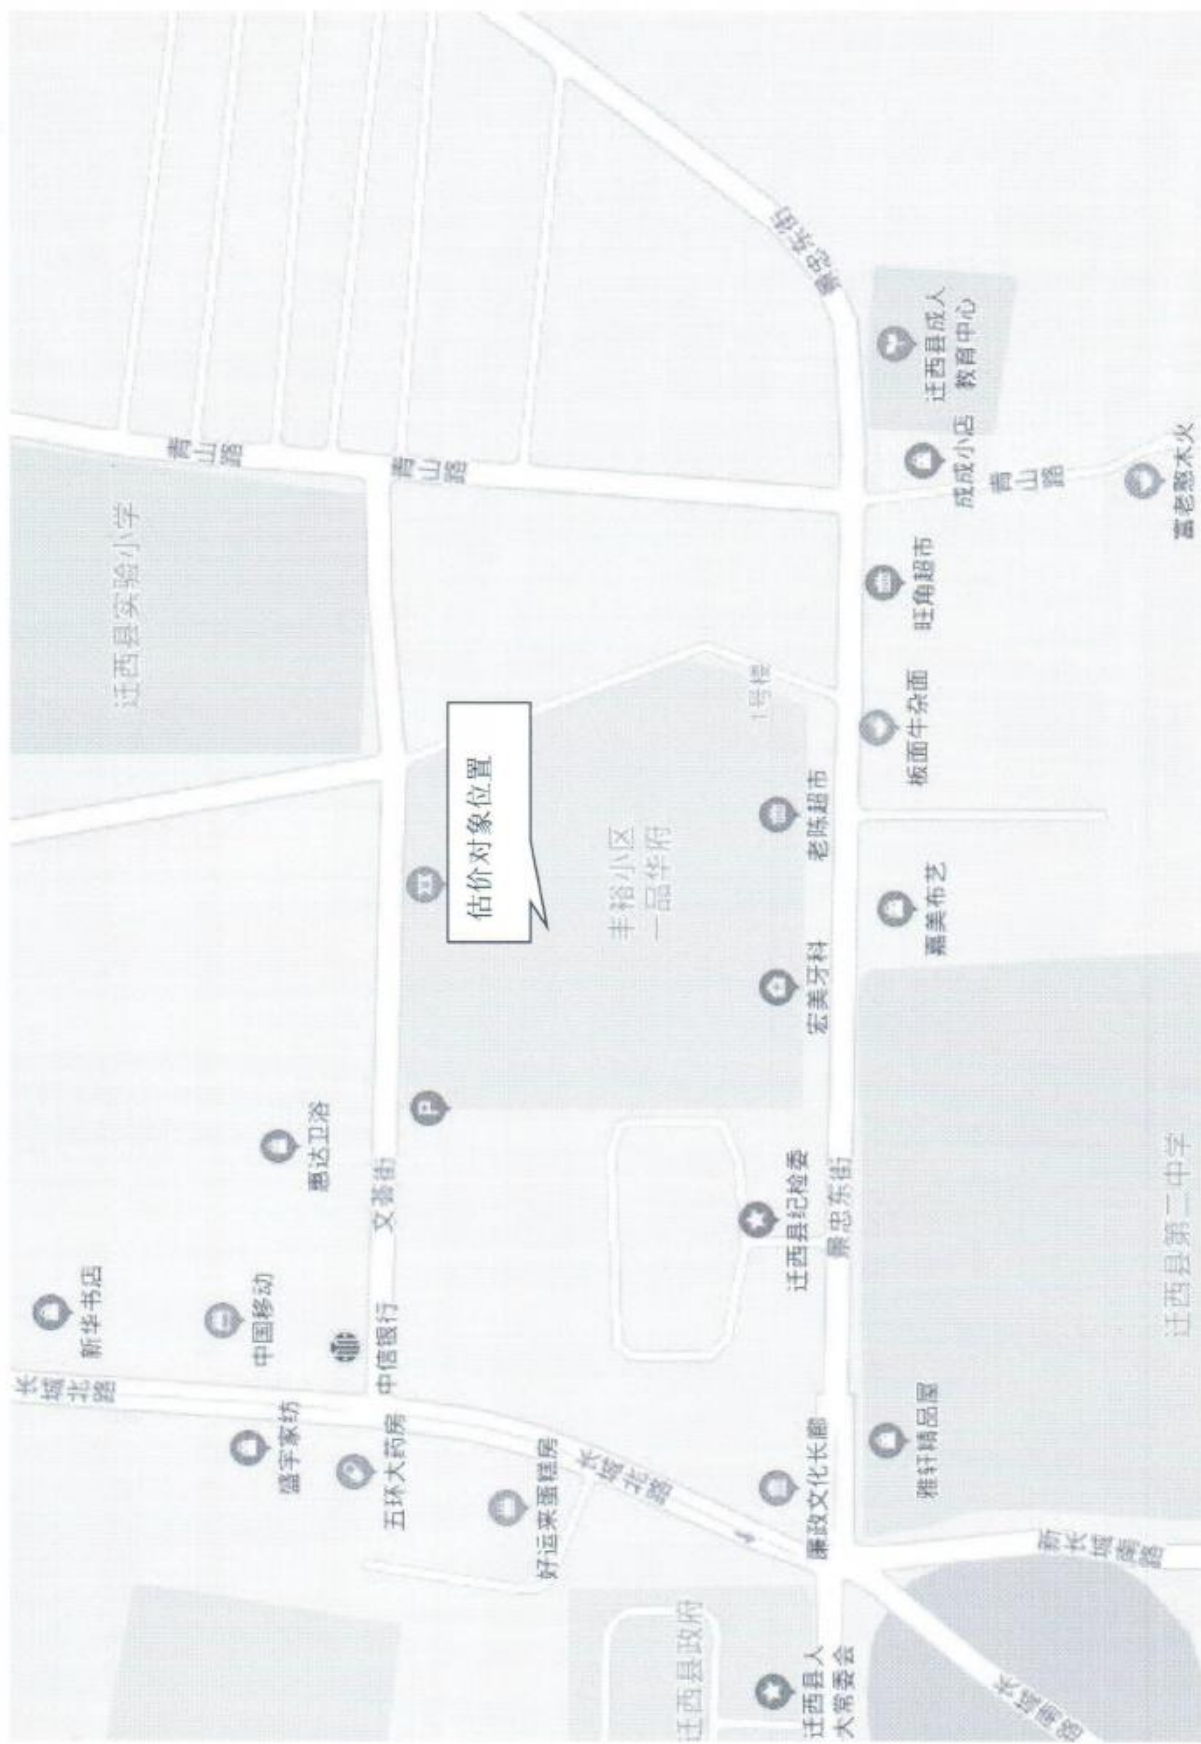 长城北路
新华书店
迁西县实验小学
青山路
盛宇家纺
中国移动
惠达卫浴
五环大药房
中信银行
文荟街
青山路
估价对象位置
好运来蛋糕房
长城北路
丰裕小区
一品华府
迁西县政府
P
1号楼
迁西县人
大常委会
廉政文化长廊
迁西县纪检委
宏美牙科
老陈超市
景忠东街
景忠东街
雅轩精品屋
嘉美布艺
板面牛杂面
旺角超市
成成小店
迁西县成人
教育中心
青山路
新长城南路
迁西县第二中学
富老憨木火